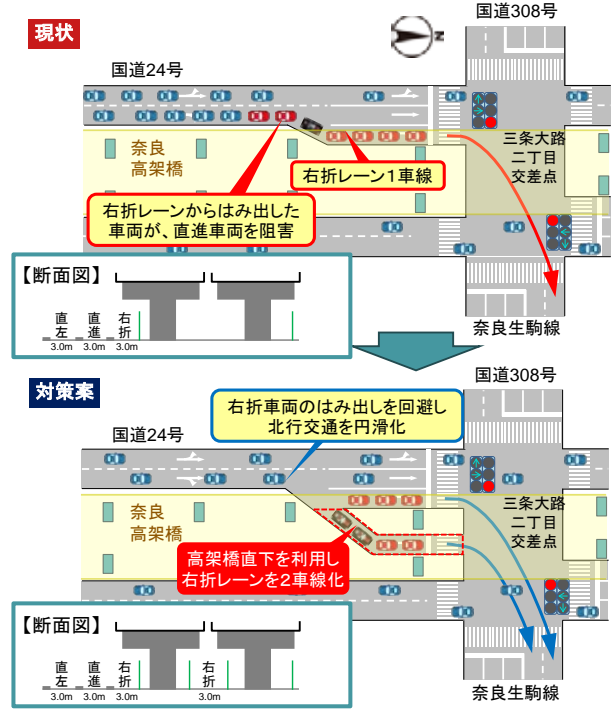 現状
国道308号
N
国道24号
奈良
高架橋
三条大路
二丁目
交差点
右折レーン1車線
右折レーンからはみ出した
車両が、直進車両を阻害
【断面図】
直左 直進 右折
3.0m 3.0m 3.0m
奈良生駒線
対策案
国道308号
国道24号
右折車両のはみ出しを回避し
北行交通を円滑化
奈良
高架橋
三条大路
二丁目
交差点
高架橋直下を利用し
右折レーンを2車線化
【断面図】
直左 直進 右折 右折
3.0m 3.0m 3.0m 3.0m
奈良生駒線